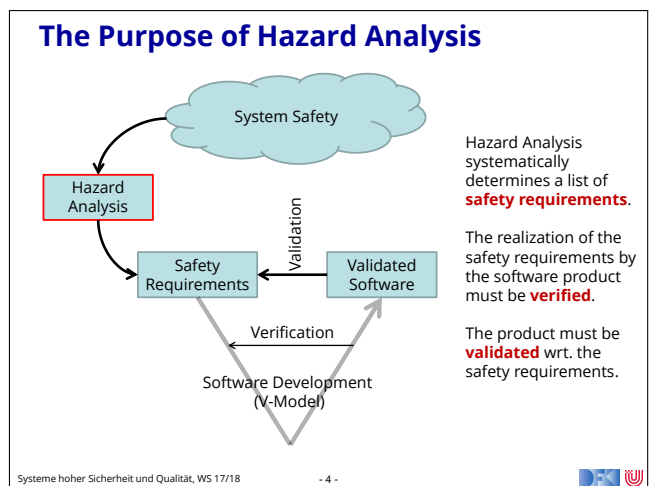 The Purpose of Hazard Analysis
System Safety
Hazard
Analysis
Validation
Safety
Requirements
Validated
Software
Verification
Software Development
(V-Model)
Hazard Analysis
systematically
determines a list of
safety requirements.
The realization of the
safety requirements by
the software product
must be verified.
The product must be
validated wrt. the
safety requirements.
Systeme hoher Sicherheit und Qualität, WS 17/18
- 4 -
DFKI